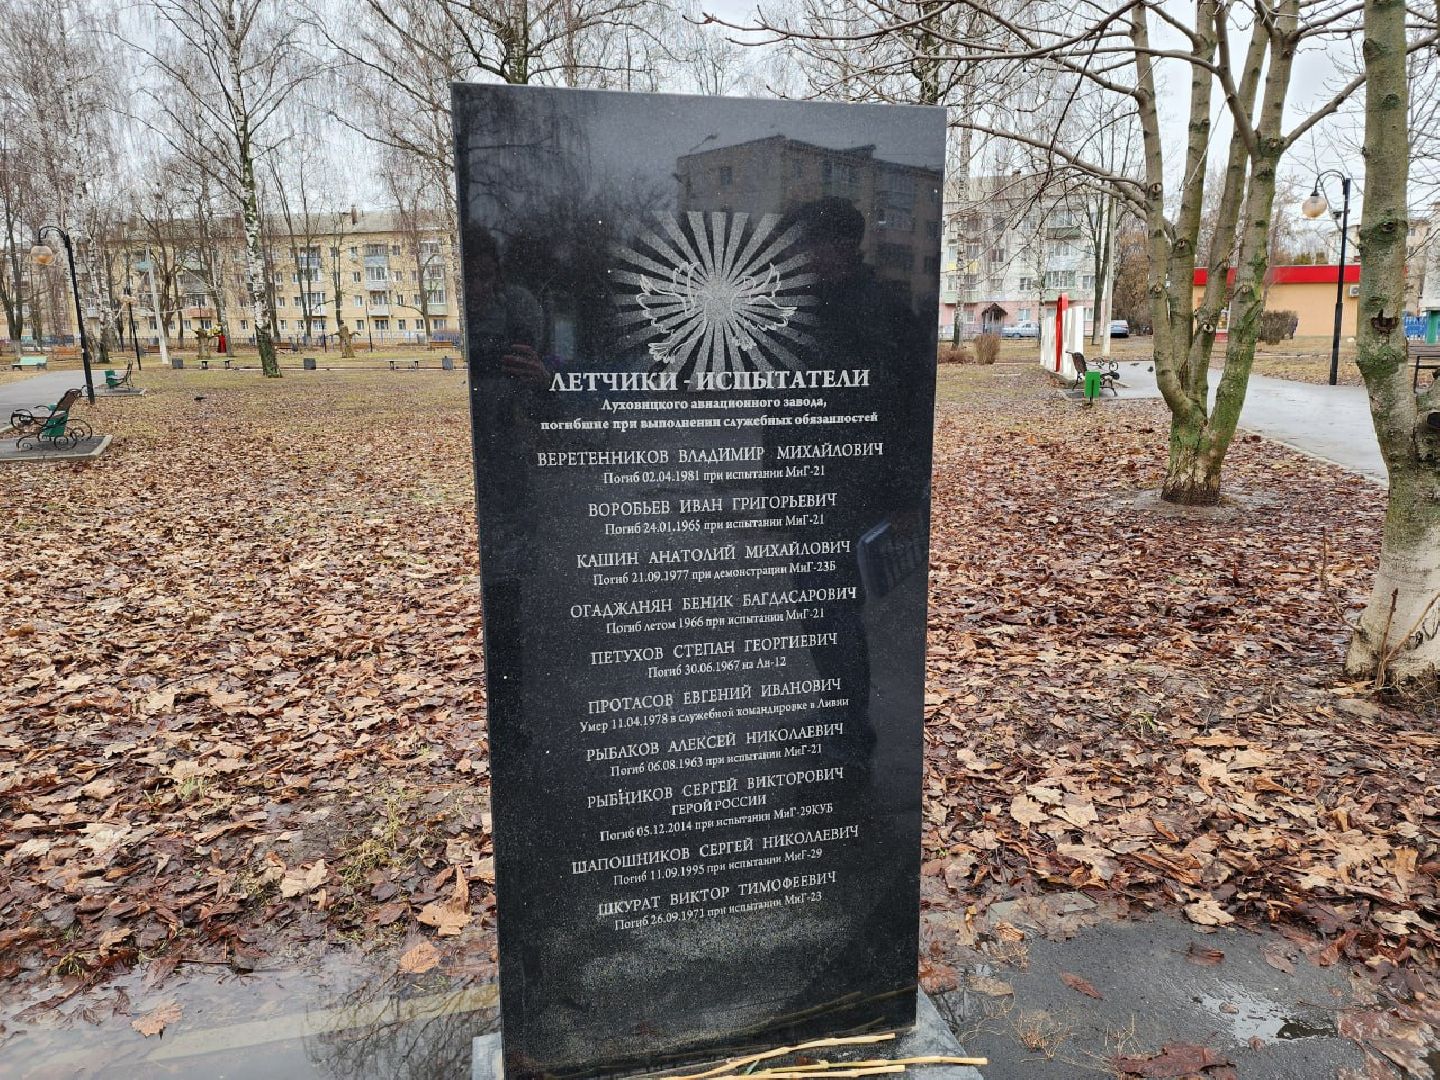 ЛЕТЧИКИ - ИСПЫТАТЕЛИ
Луховицкого авиационного завода,
погибшие при выполнении служебных обязанностей
ВЕРЕТЕННИКОВ ВЛАДИМИР МИХАЙЛОВИЧ
Погиб 02.04.1981 при испытании МиГ-21
ВОРОБЬЕВ ИВАН ГРИГОРЬЕВИЧ
Погиб 24.01.1965 при испытании МиГ-21
КАШИН АНАТОЛИЙ МИХАЙЛОВИЧ
Погиб 21.09.1977 при демонстрации МиГ-23Б
ОГАДЖАНЯН БЕНИК БАГДАСАРОВИЧ
Погиб летом 1966 при испытании МиГ-21
ПЕТУХОВ СТЕПАН ГЕОРГИЕВИЧ
Погиб 30.06.1967 на Ан-12
ПРОТАСОВ ЕВГЕНИЙ ИВАНОВИЧ
Умер 11.04.1978 в служебной командировке в Ливии
РЫБАКОВ АЛЕКСЕЙ НИКОЛАЕВИЧ
Погиб 06.08.1963 при испытании МиГ-21
РЫБНИКОВ СЕРГЕЙ ВИКТОРОВИЧ
ГЕРОЙ РОССИИ
Погиб 05.12.2014 при испытании МиГ-29КУБ
ШАПОШНИКОВ СЕРГЕЙ НИКОЛАЕВИЧ
Погиб 11.09.1995 при испытании МиГ-29
ШКУРАТ ВИКТОР ТИМОФЕЕВИЧ
Погиб 26.09.1971 при испытании МиГ-23